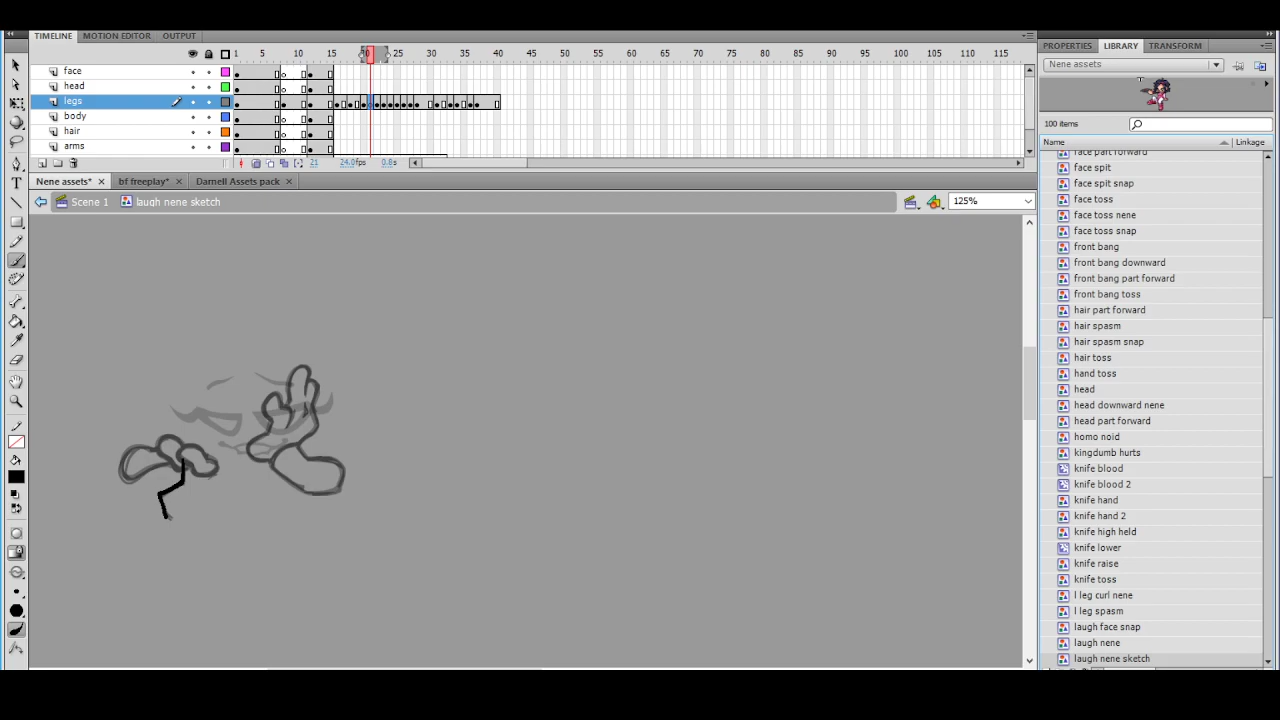 TIMELINE MOTION EDITOR OUTPUT
PROPERTIES LIBRARY TRANSFORM
1 5 10 15 25 30 35 40 45 50 55 60 65 70 75 80 85 90 95 100 105 110 115
Nene assets
face
head
legs
body
hair
arms
100 items
Name Linkage
21 24.0fps 0.8s
Nene assets* bf freeplay* Darnell Assets pack
Scene 1 laugh nene sketch 125%
face part forward
face spit
face spit snap
face toss
face toss nene
face toss snap
front bang
front bang downward
front bang part forward
front bang toss
hair part forward
hair spasm
hair spasm snap
hair toss
hand toss
head
head downward nene
head part forward
homo noid
kingdumb hurts
knife blood
knife blood 2
knife hand
knife hand 2
knife high held
knife lower
knife raise
knife toss
l leg curl nene
l leg spasm
laugh face snap
laugh nene
laugh nene sketch